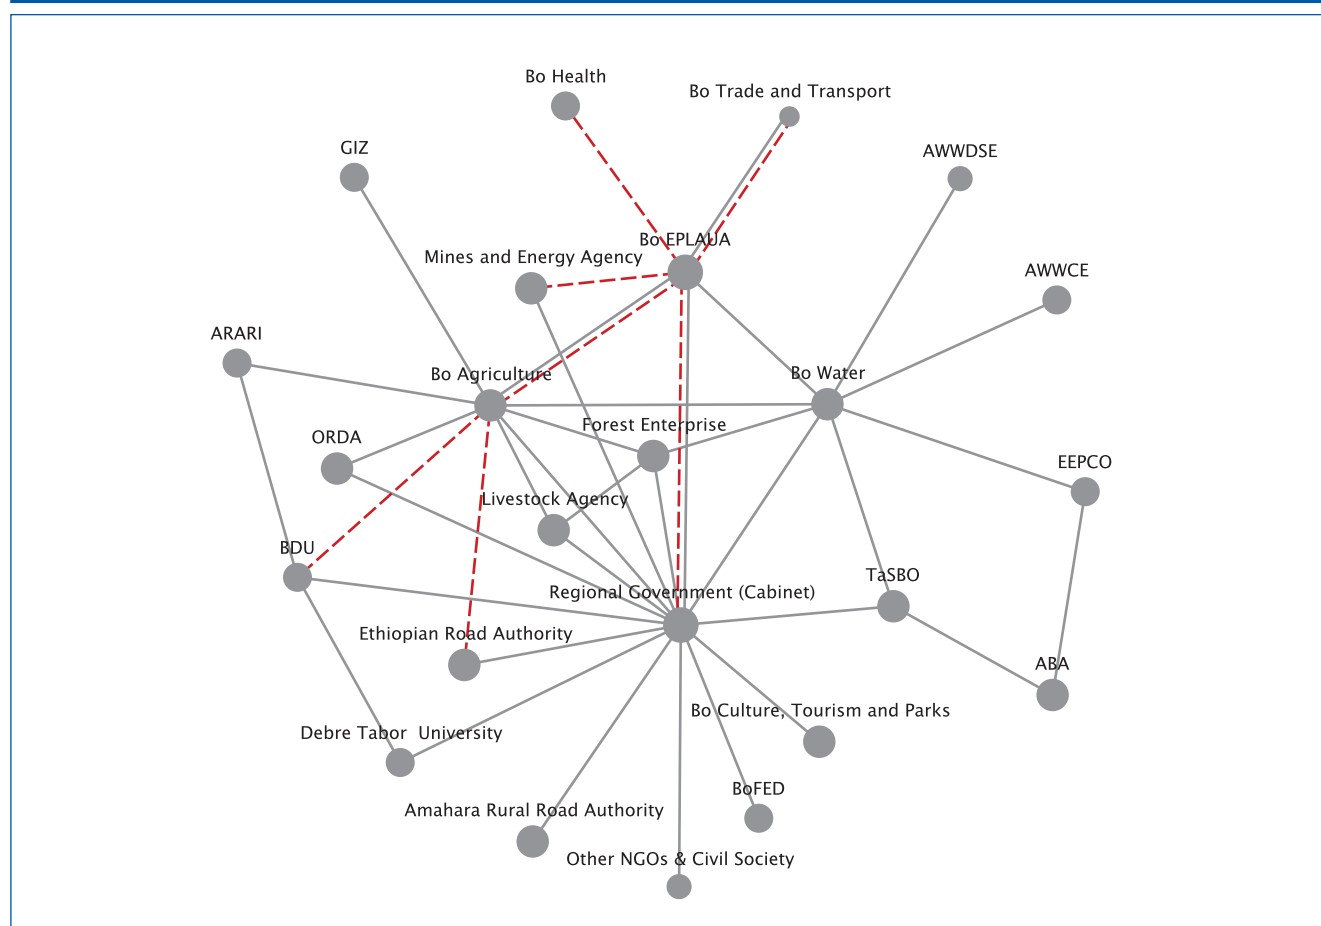 Bo Health
Bo Trade and Transport
GIZ
AWWDSE
Bo EPLAUA
Mines and Energy Agency
AWWCE
ARARI
Bo Agriculture
Bo Water
Forest Enterprise
ORDA
EEPCO
Livestock Agency
BDU
TaSBO
Regional Government (Cabinet)
Ethiopian Road Authority
ABA
Bo Culture, Tourism and Parks
Debre Tabor University
BoFED
Amahara Rural Road Authority
Other NGOs & Civil Society